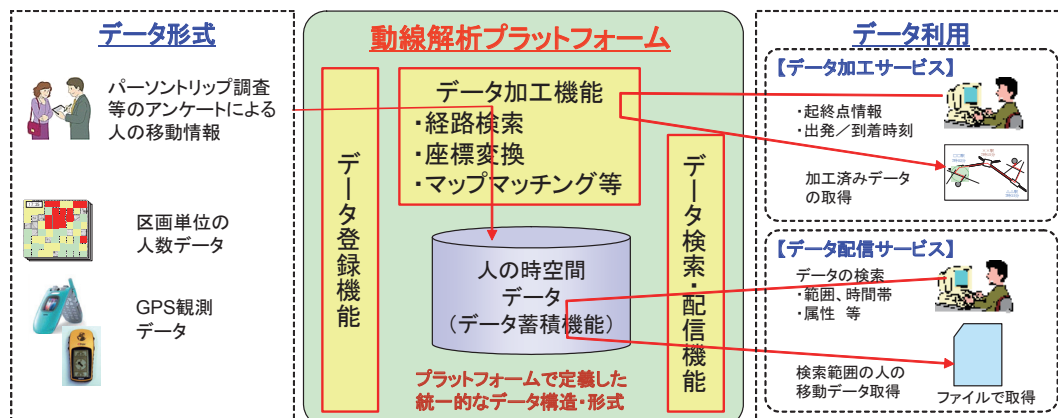 データ形式
パーソントリップ調査
等のアンケートによる
人の移動情報
区画単位の
人数データ
GPS観測
データ
動線解析プラットフォーム
データ登録機能
データ加工機能
・経路検索
・座標変換
・マップマッチング等
人の時空間
データ
(データ蓄積機能)
データ検索・配信機能
プラットフォームで定義した
統一的なデータ構造・形式
データ利用
【データ加工サービス】
・起終点情報
・出発／到着時刻
加工済みデータ
の取得
【データ配信サービス】
データの検索
・範囲、時間帯
・属性 等
検索範囲の人の
移動データ取得
ファイルで取得